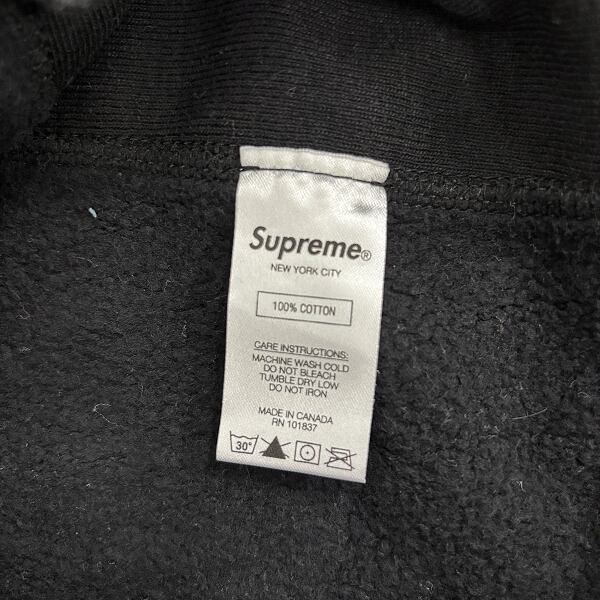 Supreme®
NEW YORK CITY
100% COTTON
CARE INSTRUCTIONS:
MACHINE WASH COLD
DO NOT BLEACH
TUMBLE DRY LOW
DO NOT IRON
MADE IN CANADA
RN 101837
30°